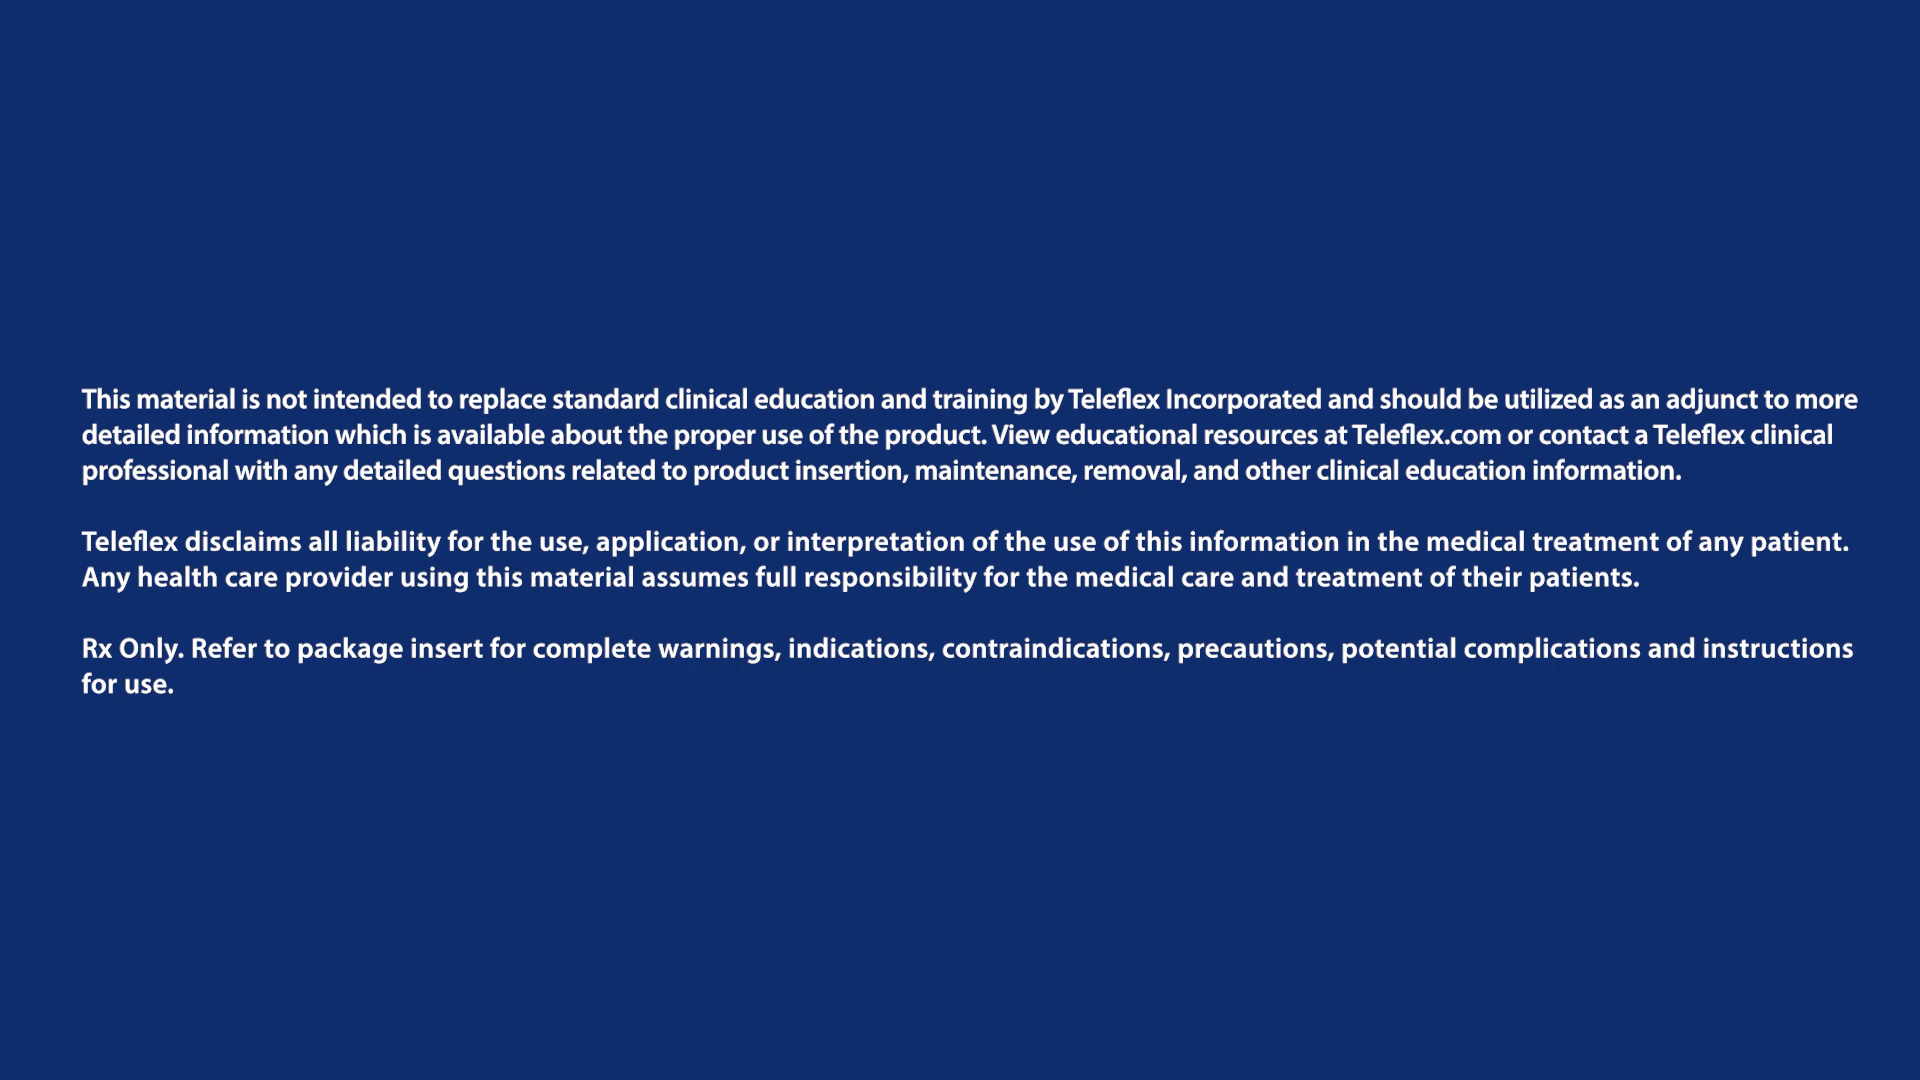 This material is not intended to replace standard clinical education and training by Teleflex Incorporated and should be utilized as an adjunct to more
detailed information which is available about the proper use of the product. View educational resources at Teleflex.com or contact a Teleflex clinical
professional with any detailed questions related to product insertion, maintenance, removal, and other clinical education information.
Teleflex disclaims all liability for the use, application, or interpretation of the use of this information in the medical treatment of any patient.
Any health care provider using this material assumes full responsibility for the medical care and treatment of their patients.
Rx Only. Refer to package insert for complete warnings, indications, contraindications, precautions, potential complications and instructions
for use.